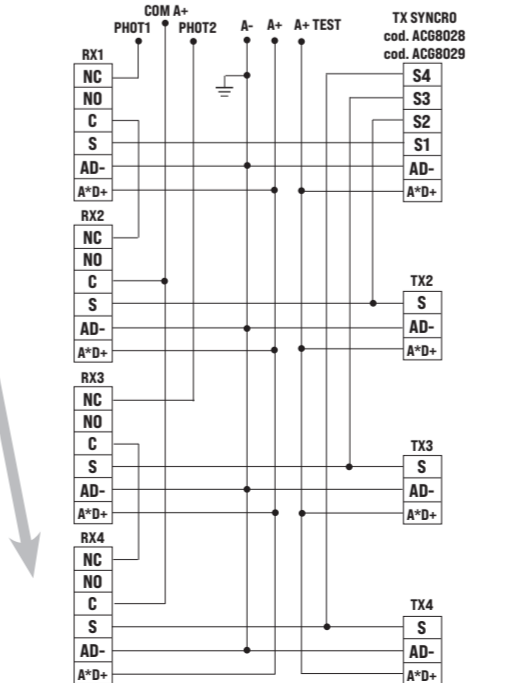 COM A+
PHOT1 PHOT2 A- A+ A+ TEST
TX SYNCRO
cod. ACG8028
cod. ACG8029
RX1
NC
NO
C
S
AD-
A*D+
S4
S3
S2
S1
AD-
A*D+
RX2
NC
NO
C
S
AD-
A*D+
TX2
S
AD-
A*D+
RX3
NC
NO
C
S
AD-
A*D+
TX3
S
AD-
A*D+
RX4
NC
NO
C
S
AD-
A*D+
TX4
S
AD-
A*D+